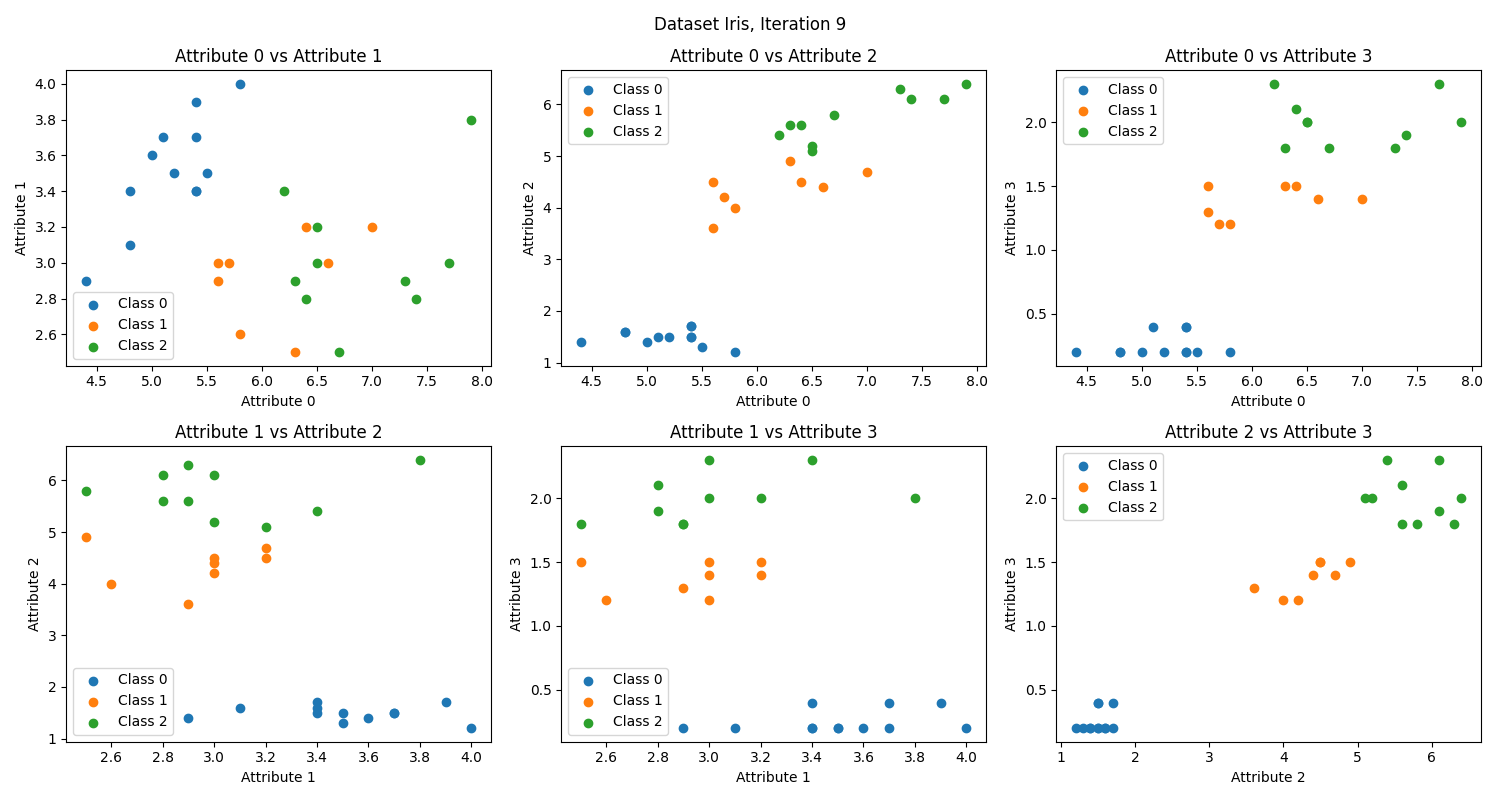 Dataset Iris, Iteration 9
Attribute 0 vs Attribute 1
4.0
3.8
3.6
3.4
3.2
3.0
2.8
2.6
Attribute 1
Class 0
Class 1
Class 2
4.5 5.0 5.5 6.0 6.5 7.0 7.5 8.0
Attribute 0
Attribute 0 vs Attribute 2
6
5
4
3
2
1
Attribute 2
Class 0
Class 1
Class 2
4.5 5.0 5.5 6.0 6.5 7.0 7.5 8.0
Attribute 0
Attribute 0 vs Attribute 3
2.0
1.5
1.0
0.5
Attribute 3
Class 0
Class 1
Class 2
4.5 5.0 5.5 6.0 6.5 7.0 7.5 8.0
Attribute 0
Attribute 1 vs Attribute 2
6
5
4
3
2
1
Attribute 2
Class 0
Class 1
Class 2
2.6 2.8 3.0 3.2 3.4 3.6 3.8 4.0
Attribute 1
Attribute 1 vs Attribute 3
2.0
1.5
1.0
0.5
Attribute 3
Class 0
Class 1
Class 2
2.6 2.8 3.0 3.2 3.4 3.6 3.8 4.0
Attribute 1
Attribute 2 vs Attribute 3
2.0
1.5
1.0
0.5
Attribute 3
Class 0
Class 1
Class 2
1 2 3 4 5 6
Attribute 2